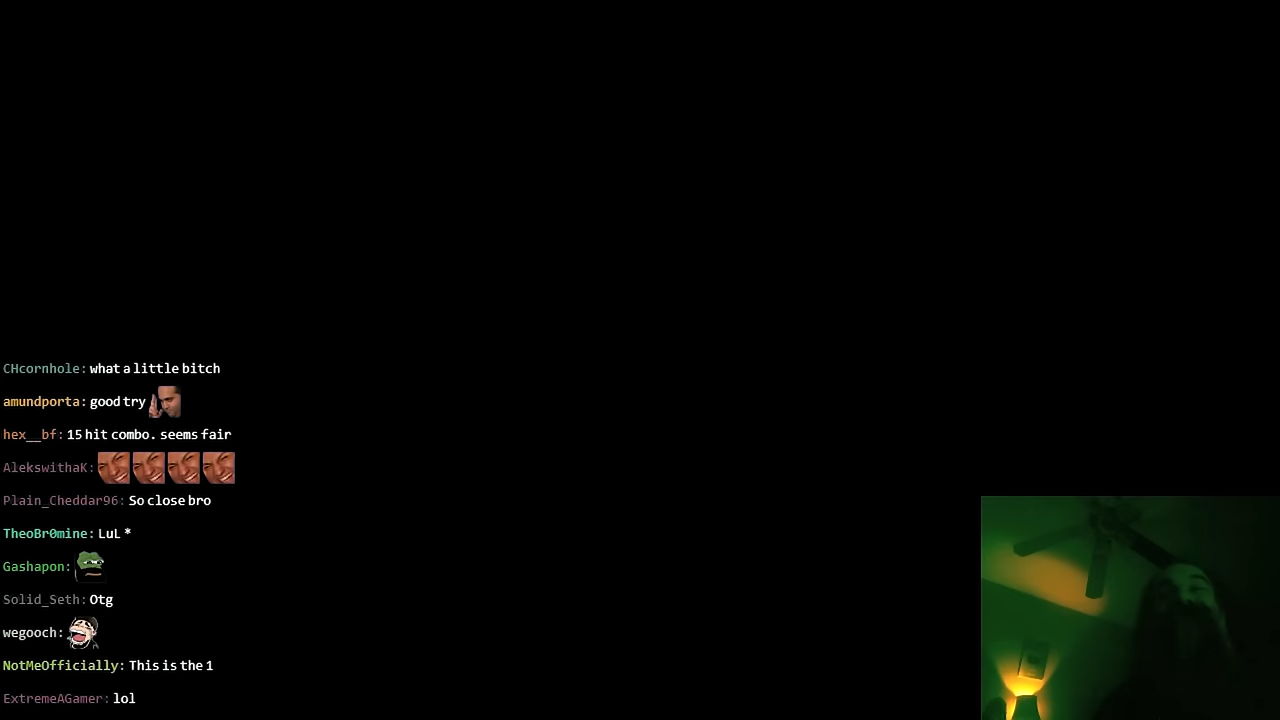 CHcornhole: what a little bitch
amundporta: good try
hex__bf: 15 hit combo. seems fair
AlekswithaK:
Plain_Cheddar96: So close bro
TheoBr0mine: LuL *
Gashapon:
Solid_Seth: Otg
wegooch:
NotMeOfficially: This is the 1
ExtremeAGamer: lol